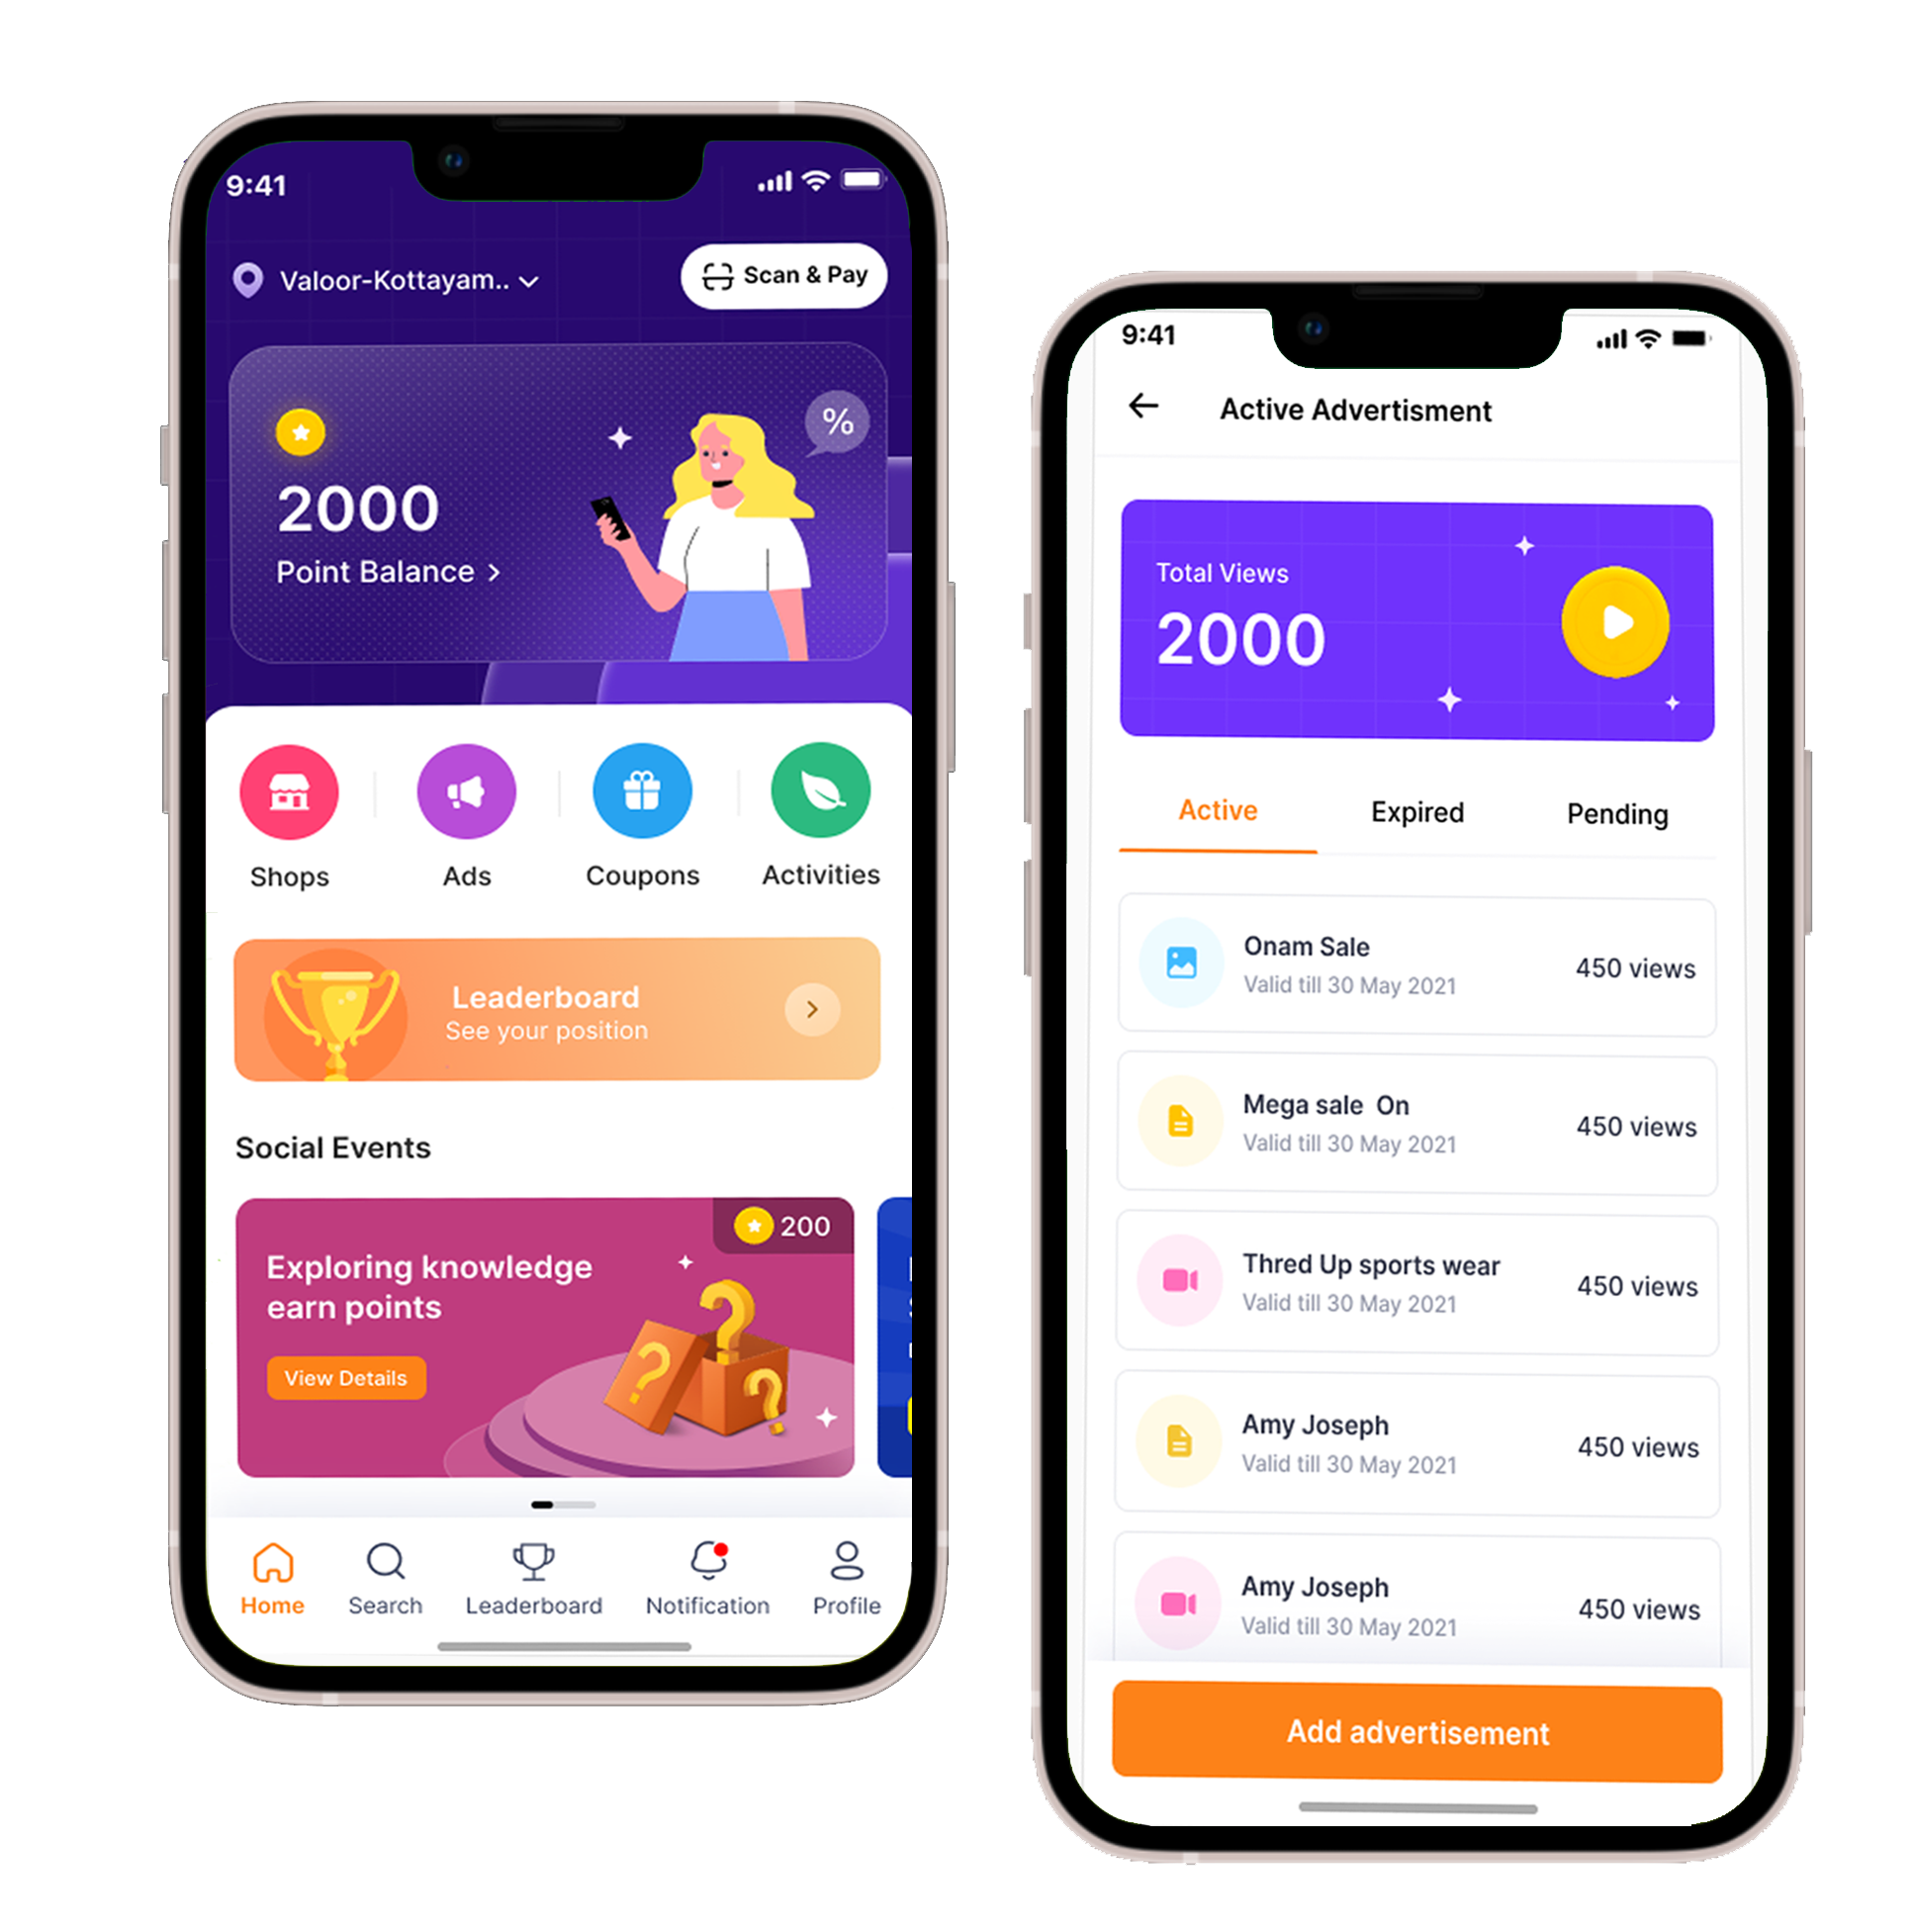 9:41
Valoor-Kottayam..
Scan & Pay
%
2000
Point Balance
Shops
Ads
Coupons
Activities
Leaderboard
See your position
Social Events
200
Exploring knowledge
earn points
View Details
Home
Search
Leaderboard
Notification
Profile
9:41
Active Advertisment
Total Views
2000
Active
Expired
Pending
Onam Sale
Valid till 30 May 2021
450 views
Mega sale  On
Valid till 30 May 2021
450 views
Thred Up sports wear
Valid till 30 May 2021
450 views
Amy Joseph
Valid till 30 May 2021
450 views
Amy Joseph
Valid till 30 May 2021
450 views
Add advertisement